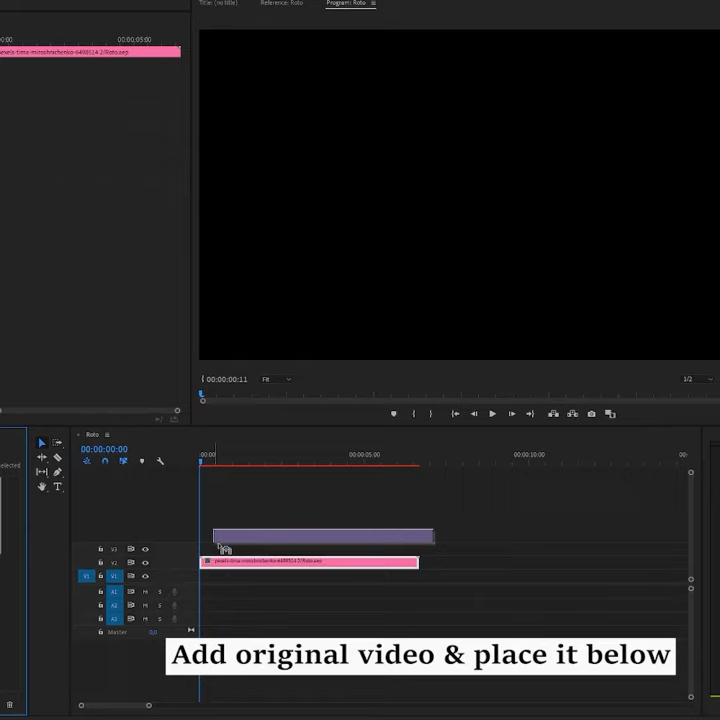 Title: (no title)
Reference: Roto
Program: Roto
00:00
00;00;05;00
00:00:00:11
Fit
1/2
Roto
00:00:00:00
:00:00
00:00:05:00
00:00:10:00
00:
V3
V2
V1 V1
A1 M S
A2 M S
A3 M S
Master 0,0
Add original video & place it below